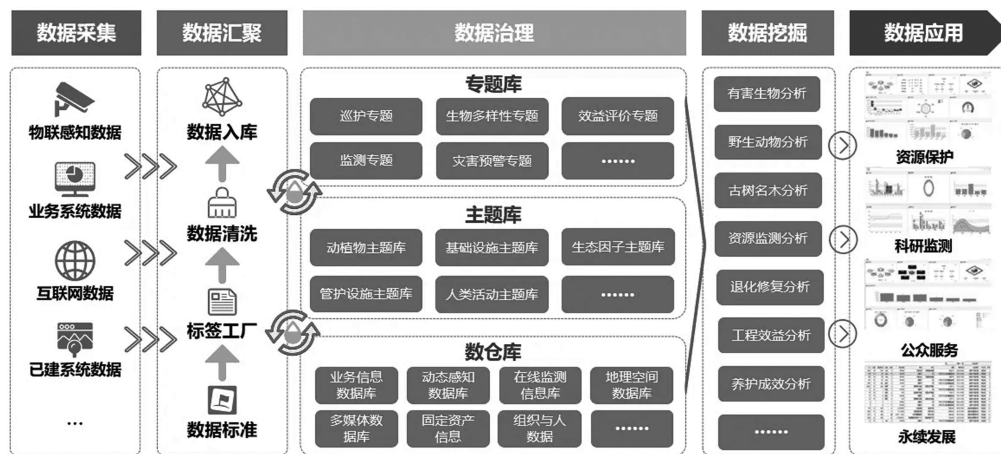 数据采集
数据汇聚
数据治理
数据挖掘
数据应用
物联感知数据
业务系统数据
互联网数据
已建系统数据
...
数据入库
数据清洗
标签工厂
数据标准
专题库
巡护专题
生物多样性专题
效益评价专题
监测专题
灾害预警专题
......
主题库
动植物主题库
基础设施主题库
生态因子主题库
管护设施主题库
人类活动主题库
......
数仓库
业务信息
数据库
动态感知
数据库
在线监测
信息库
地理空间
数据库
多媒体数
据库
固定资产
信息
组织与人
数据
......
有害生物分析
野生动物分析
古树名木分析
资源监测分析
退化修复分析
工程效益分析
养护成效分析
......
资源保护
科研监测
公众服务
永续发展